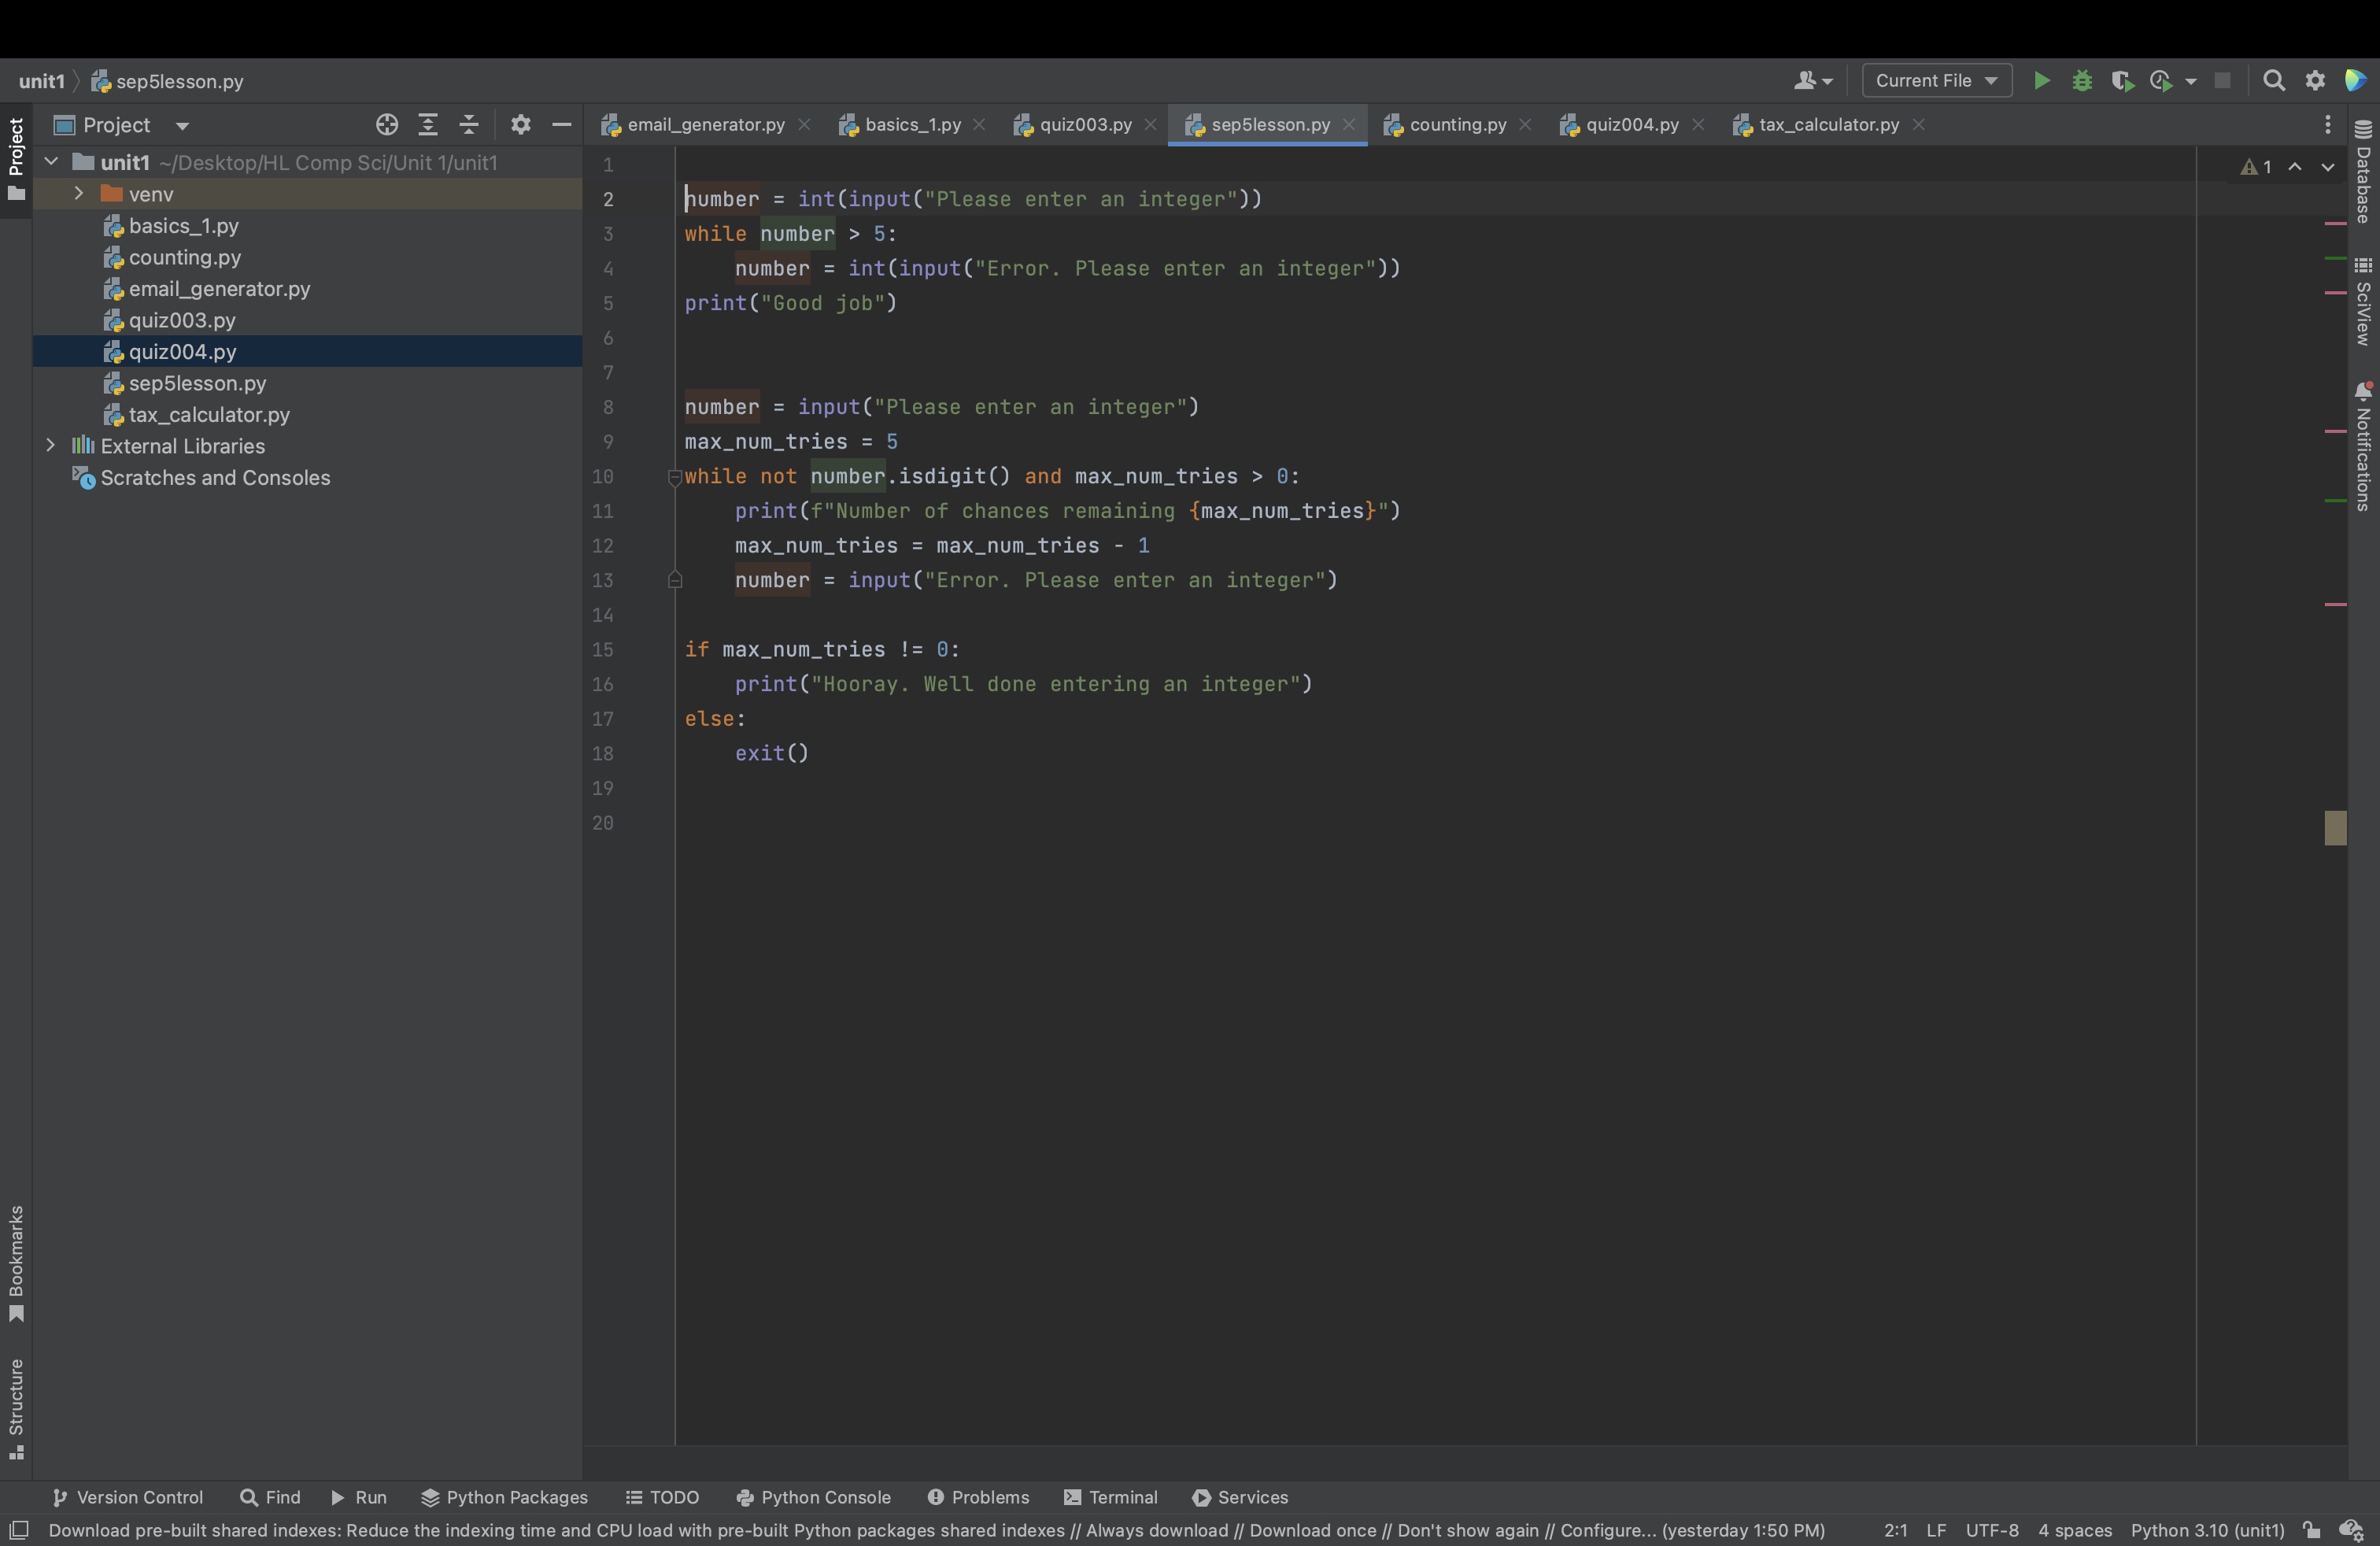 unit1 sep5lesson.py
Current File
Project
email_generator.py basics_1.py quiz003.py sep5lesson.py counting.py quiz004.py tax_calculator.py
Project
unit1 ~/Desktop/HL Comp Sci/Unit 1/unit1
venv
basics_1.py
counting.py
email_generator.py
quiz003.py
quiz004.py
sep5lesson.py
tax_calculator.py
External Libraries
Scratches and Consoles
Bookmarks
Structure
1
2 number = int(input("Please enter an integer"))
3 while number > 5:
4     number = int(input("Error. Please enter an integer"))
5 print("Good job")
6
7
8 number = input("Please enter an integer")
9 max_num_tries = 5
10 while not number.isdigit() and max_num_tries > 0:
11     print(f"Number of chances remaining {max_num_tries}")
12     max_num_tries = max_num_tries - 1
13     number = input("Error. Please enter an integer")
14
15 if max_num_tries != 0:
16     print("Hooray. Well done entering an integer")
17 else:
18     exit()
19
20
1
Database
SciView
Notifications
Version Control Find Run Python Packages TODO Python Console Problems Terminal Services
Download pre-built shared indexes: Reduce the indexing time and CPU load with pre-built Python packages shared indexes // Always download // Download once // Don't show again // Configure... (yesterday 1:50 PM) 2:1 LF UTF-8 4 spaces Python 3.10 (unit1)